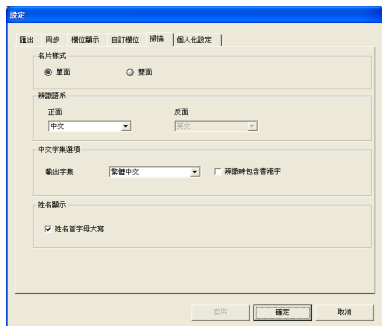 設定
匯出 同步 欄位顯示 自訂欄位 掃描 個人化設定
名片樣式
單面 雙面
辨識語系
正面 反面
中文 英文
中文字集選項
輸出字集 繁體中文 辨識時包含香港字
姓名顯示
姓名首字母大寫
套用 確定 取消